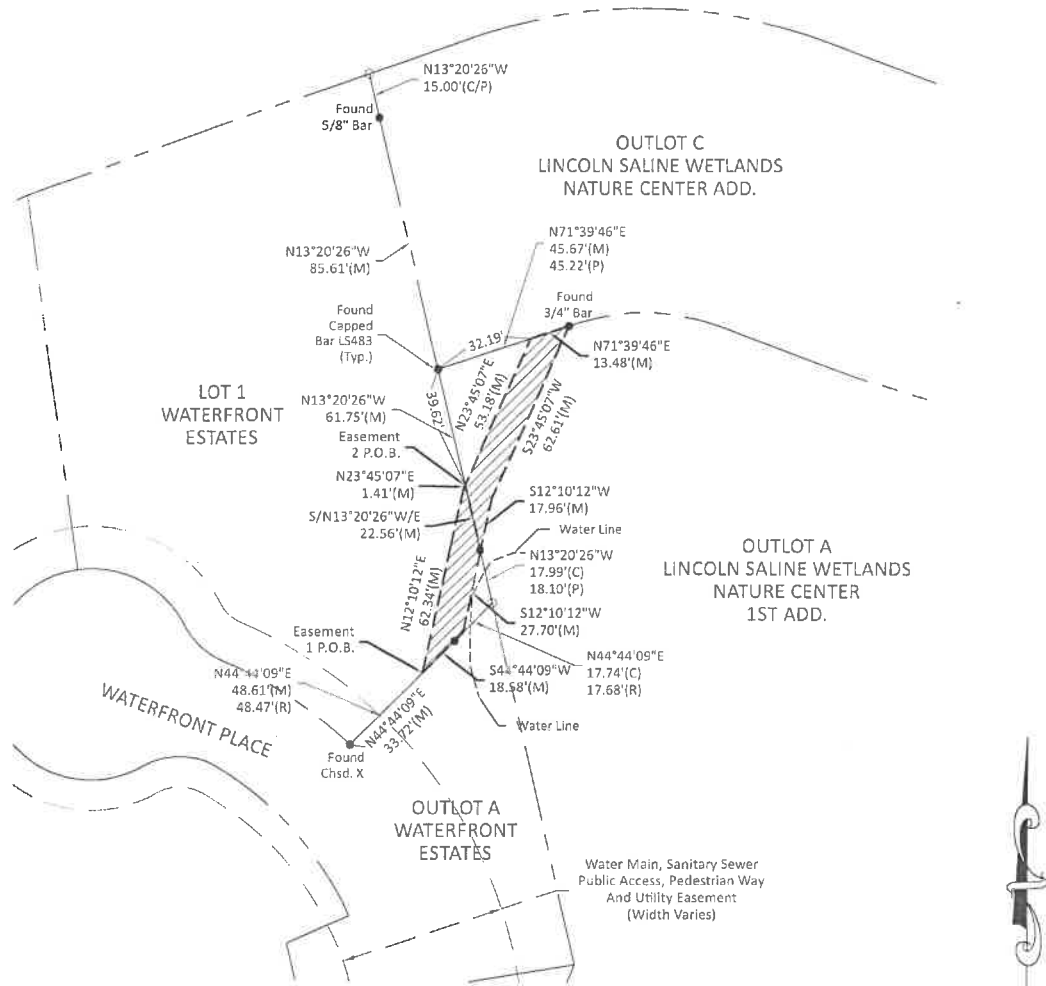 N13°20'26"W
15.00'(C/P)
Found
5/8" Bar
OUTLOT C
LINCOLN SALINE WETLANDS
NATURE CENTER ADD.
N71°39'46"E
45.67'(M)
45.22'(P)
N13°20'26"W
85.61'(M)
Found
3/4" Bar
Found
Capped
Bar LS483
(Typ.)
32.19'
N71°39'46"E
13.48'(M)
LOT 1
WATERFRONT
ESTATES
N13°20'26"W
61.75'(M)
39.62'
N23°45'07"E
53.18'(M)
S23°45'07"W
62.61'(M)
Easement
2 P.O.B.
N23°45'07"E
1.41'(M)
S12°10'12"W
17.96'(M)
S/N13°20'26"W/E
22.56'(M)
Water Line
N13°20'26"W
17.99'(C)
18.10'(P)
OUTLOT A
LINCOLN SALINE WETLANDS
NATURE CENTER
1ST ADD.
N12°10'12"E
62.34'(M)
S12°10'12"W
27.70'(M)
Easement
1 P.O.B.
N44°44'09"E
17.74'(C)
17.68'(R)
S44°44'09"W
18.58'(M)
N44°44'09"E
48.61'(M)
48.47'(R)
WATERFRONT PLACE
N44°44'09"E
33.72'(M)
Water Line
Found
Chsd. X
OUTLOT A
WATERFRONT
ESTATES
Water Main, Sanitary Sewer
Public Access, Pedestrian Way
And Utility Easement
(Width Varies)